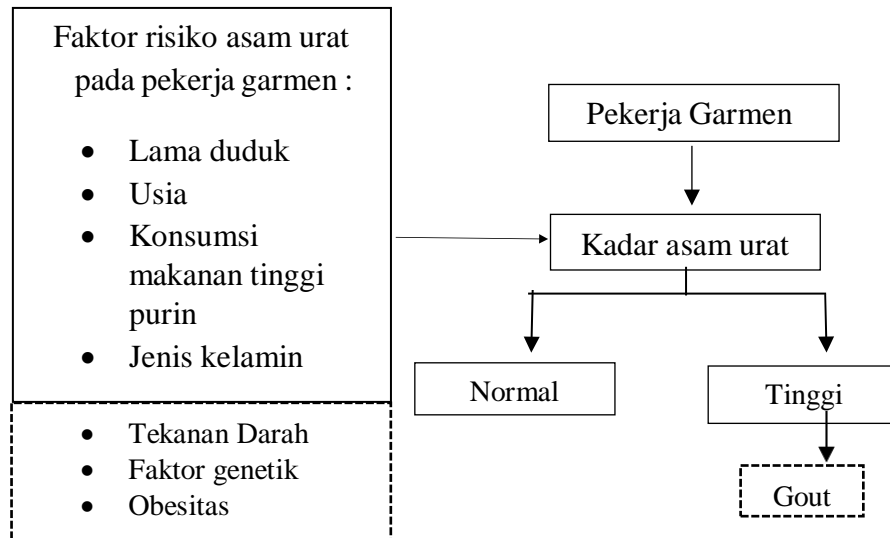 Faktor risiko asam urat
pada pekerja garmen :
• Lama duduk
• Usia
• Konsumsi
makanan tinggi
purin
• Jenis kelamin
• Tekanan Darah
• Faktor genetik
• Obesitas
Pekerja Garmen
Kadar asam urat
Normal
Tinggi
Gout